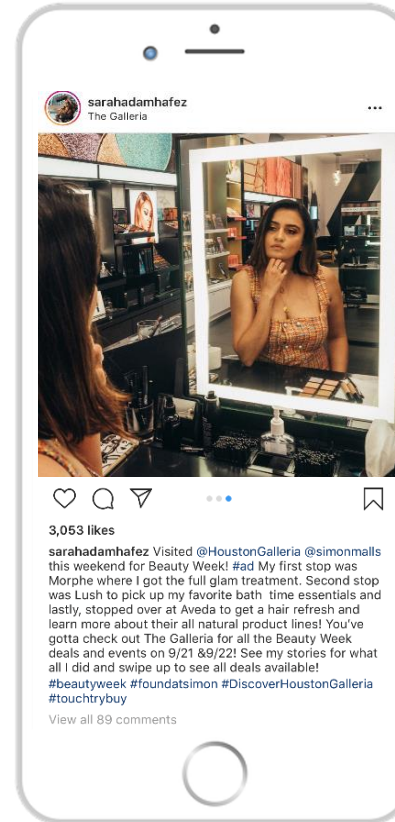 sarahadamhafez
The Galleria
3,053 likes
sarahadamhafez Visited @HoustonGalleria @simonmalls
this weekend for Beauty Week! #ad My first stop was
Morphe where I got the full glam treatment. Second stop
was Lush to pick up my favorite bath  time essentials and
lastly, stopped over at Aveda to get a hair refresh and
learn more about their all natural product lines! You've
gotta check out The Galleria for all the Beauty Week
deals and events on 9/21 &9/22! See my stories for what
all I did and swipe up to see all deals available!
#beautyweek #foundatsimon #DiscoverHoustonGalleria
#touchtrybuy
View all 89 comments